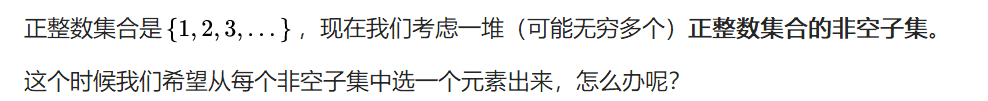 正整数集合是 {1, 2, 3, …} ，现在我们考虑一堆（可能无穷多个）正整数集合的非空子集。
这个时候我们希望从每个非空子集中选一个元素出来，怎么办呢？